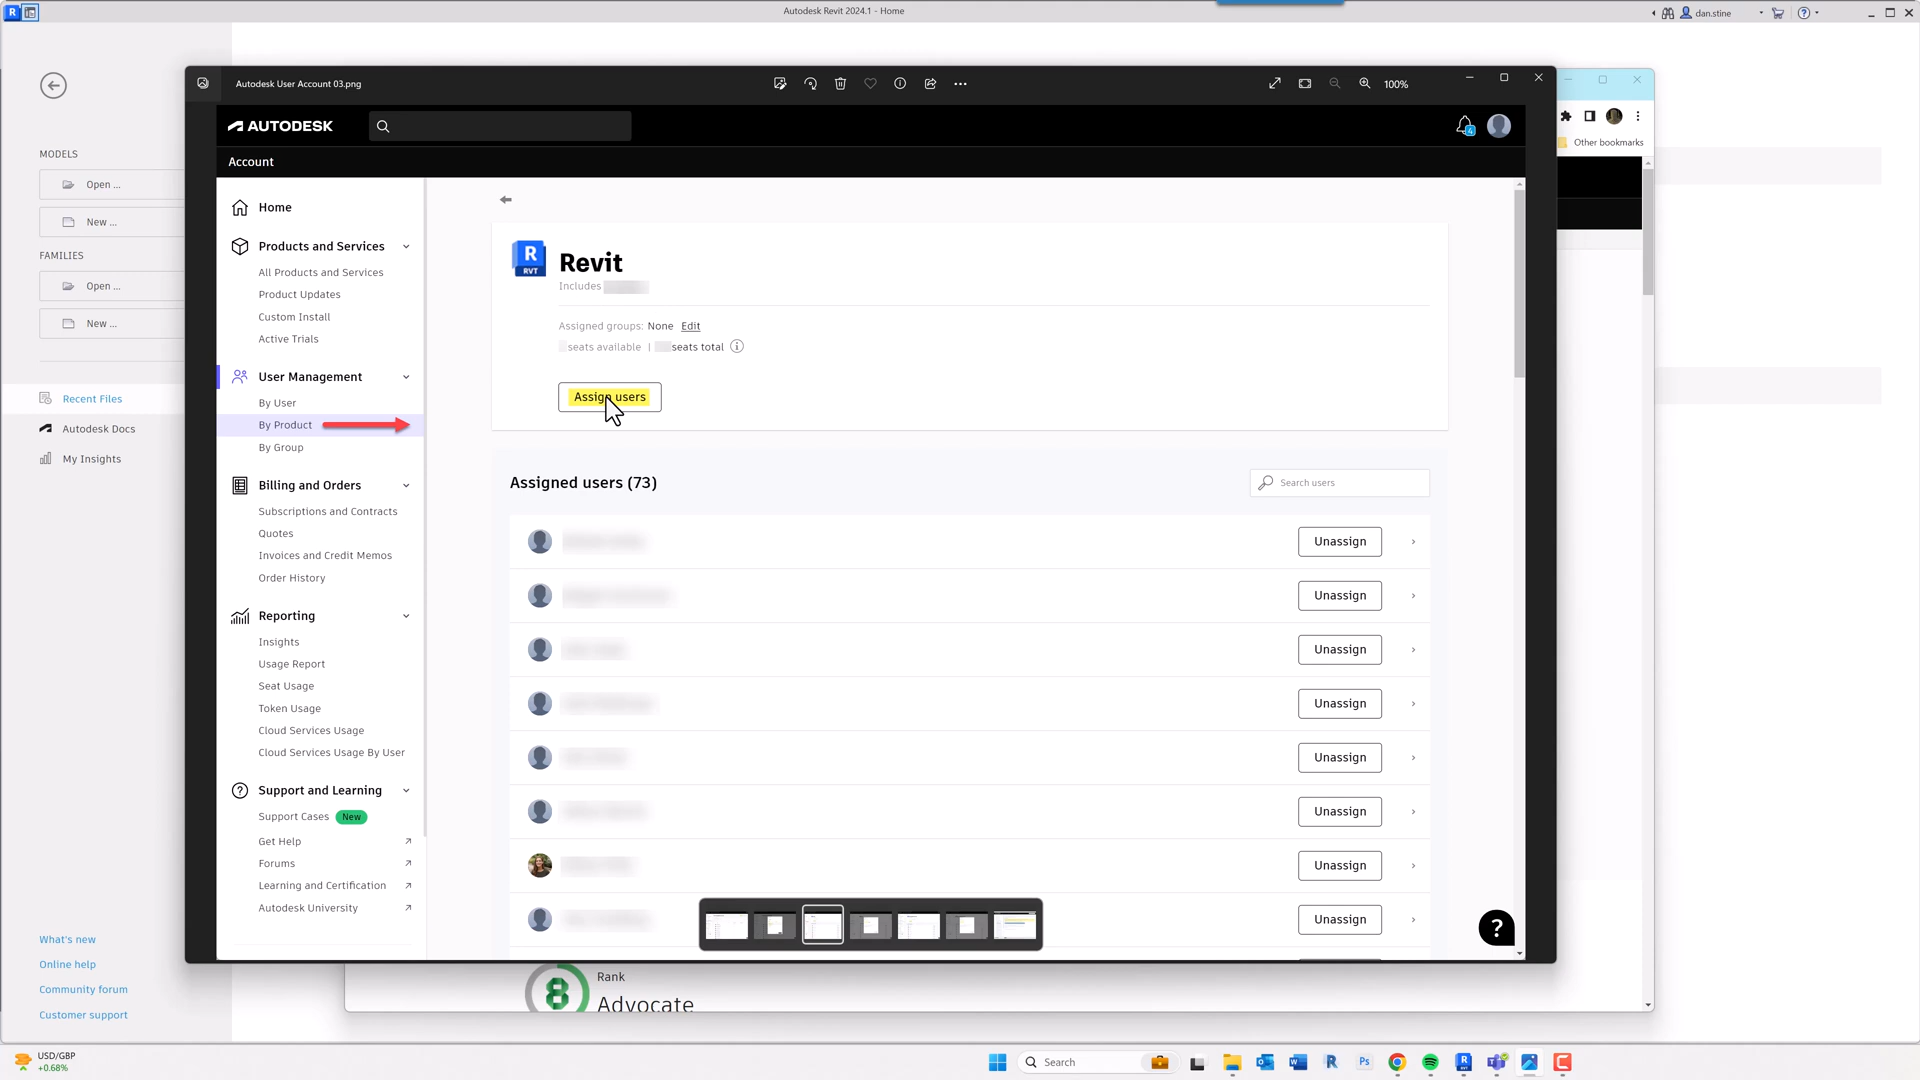 Autodesk Revit 2024.1 - Home
dan.stine
Autodesk User Account 03.png
100%
AUTODESK
4
Other bookmarks
Account
MODELS
Open ...
New ...
FAMILIES
Open ...
New ...
Recent Files
Autodesk Docs
My Insights
What's new
Online help
Community forum
Customer support
Home
Products and Services
All Products and Services
Product Updates
Custom Install
Active Trials
User Management
By User
By Product
By Group
Billing and Orders
Subscriptions and Contracts
Quotes
Invoices and Credit Memos
Order History
Reporting
Insights
Usage Report
Seat Usage
Token Usage
Cloud Services Usage
Cloud Services Usage By User
Support and Learning
Support Cases New
Get Help
Forums
Learning and Certification
Autodesk University
R
RVT
Revit
Includes
Assigned groups: None Edit
seats available | seats total
Assign users
Assigned users (73)
Search users
Unassign
Unassign
Unassign
Unassign
Unassign
Unassign
Unassign
Unassign
?
8
Rank
Advocate
USD/GBP
+0.68%
Search